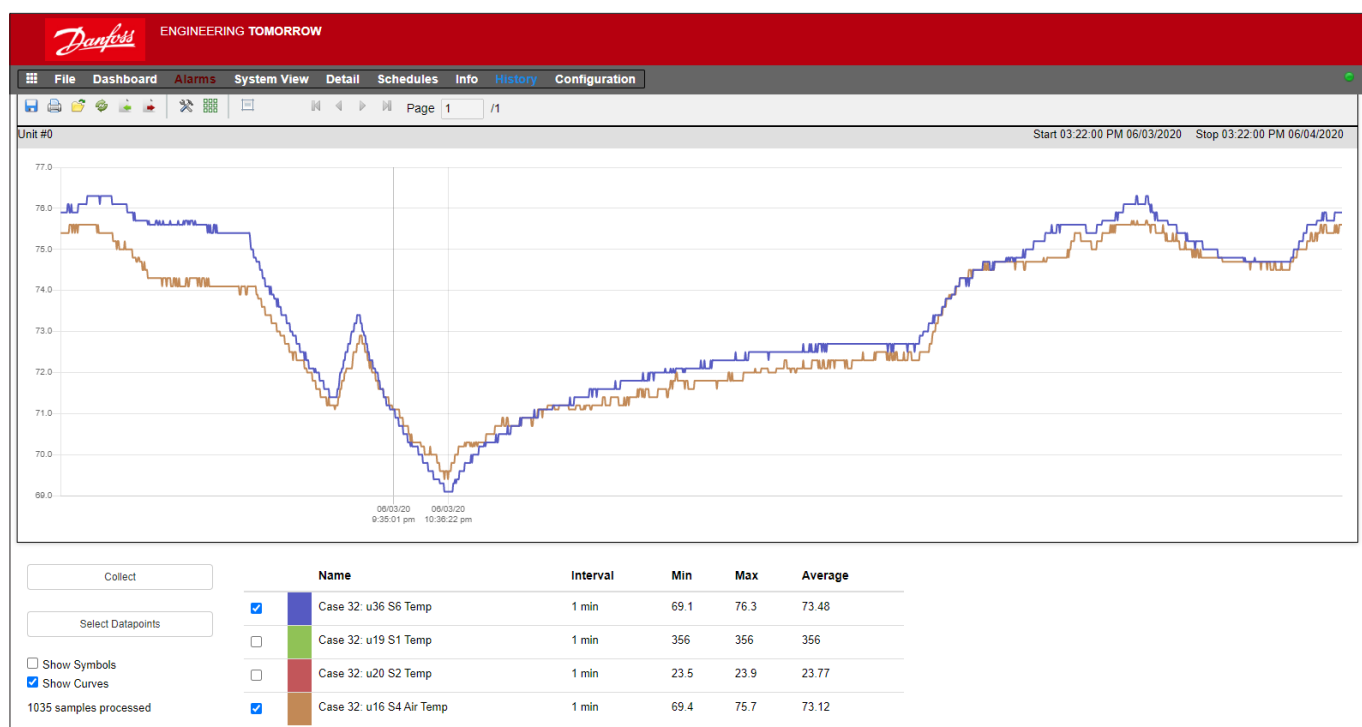 Danfoss
ENGINEERING TOMORROW
File Dashboard Alarms System View Detail Schedules Info History Configuration
Page 1 /1
Unit #0 Start 03:22:00 PM 06/03/2020 Stop 03:22:00 PM 06/04/2020
77.0
76.0
75.0
74.0
73.0
72.0
71.0
70.0
69.0
06/03/20 06/03/20
9:35:01 pm 10:36:22 pm
Collect
Select Datapoints
Show Symbols
Show Curves
1035 samples processed
Name Interval Min Max Average
Case 32: u36 S6 Temp 1 min 69.1 76.3 73.48
Case 32: u19 S1 Temp 1 min 356 356 356
Case 32: u20 S2 Temp 1 min 23.5 23.9 23.77
Case 32: u16 S4 Air Temp 1 min 69.4 75.7 73.12